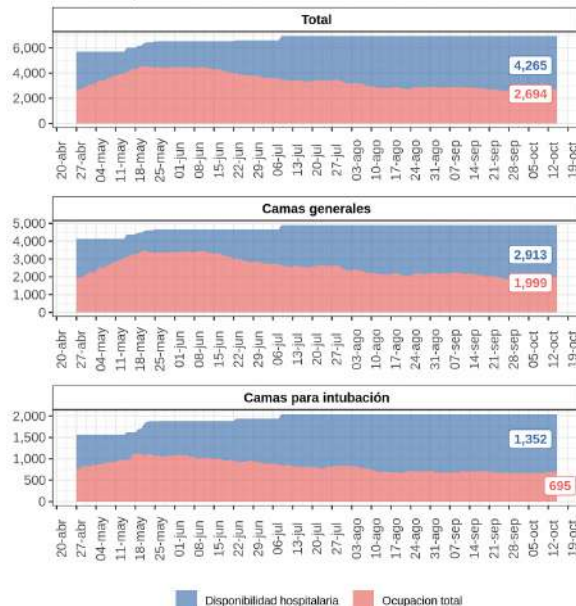 Total
6,000
4,000
2,000
0
4,265
2,694
20-abr
27-abr
04-may
11-may
18-may
25-may
01-jun
08-jun
15-jun
22-jun
29-jun
06-jul
13-jul
20-jul
27-jul
03-ago
10-ago
17-ago
24-ago
31-ago
07-sep
14-sep
21-sep
28-sep
05-oct
12-oct
19-oct
Camas generales
5,000
4,000
3,000
2,000
1,000
0
2,913
1,999
20-abr
27-abr
04-may
11-may
18-may
25-may
01-jun
08-jun
15-jun
22-jun
29-jun
06-jul
13-jul
20-jul
27-jul
03-ago
10-ago
17-ago
24-ago
31-ago
07-sep
14-sep
21-sep
28-sep
05-oct
12-oct
19-oct
Camas para intubación
2,000
1,500
1,000
500
0
1,352
695
20-abr
27-abr
04-may
11-may
18-may
25-may
01-jun
08-jun
15-jun
22-jun
29-jun
06-jul
13-jul
20-jul
27-jul
03-ago
10-ago
17-ago
24-ago
31-ago
07-sep
14-sep
21-sep
28-sep
05-oct
12-oct
19-oct
Disponibilidad hospitalaria
Ocupacion total